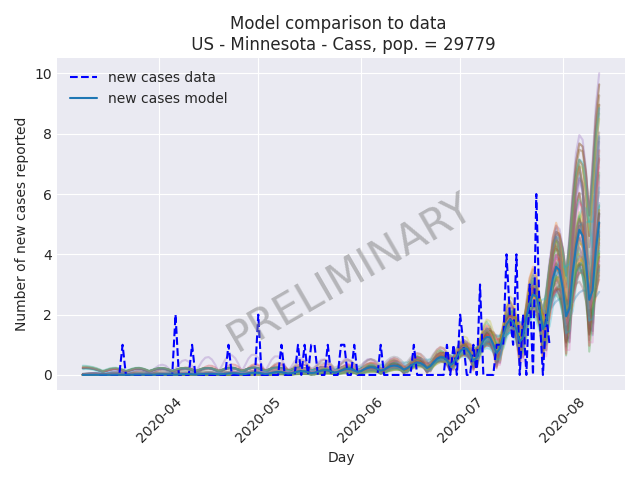 Model comparison to data
US - Minnesota - Cass, pop. = 29779
new cases data
new cases model
PRELIMINARY
Number of new cases reported
10
8
6
4
2
0
2020-04
2020-05
2020-06
2020-07
2020-08
Day